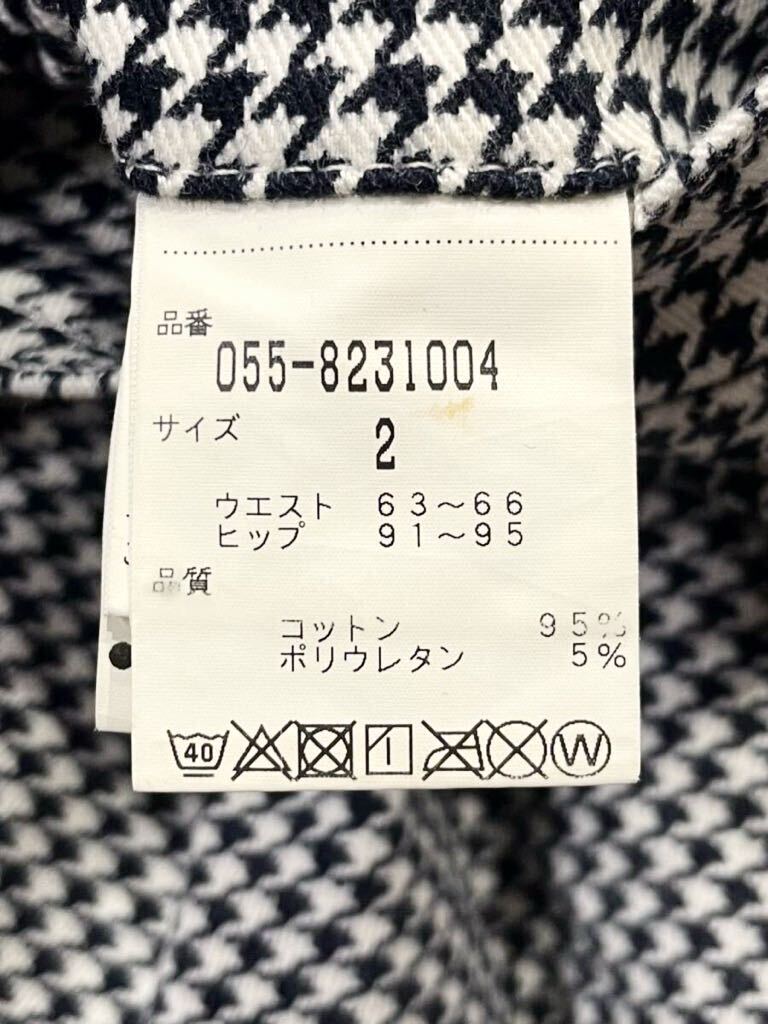 品番
055-8231004
サイズ
2
ウエスト 63～66
ヒップ 91～95
品質
コットン 95%
ポリウレタン 5%
40 W